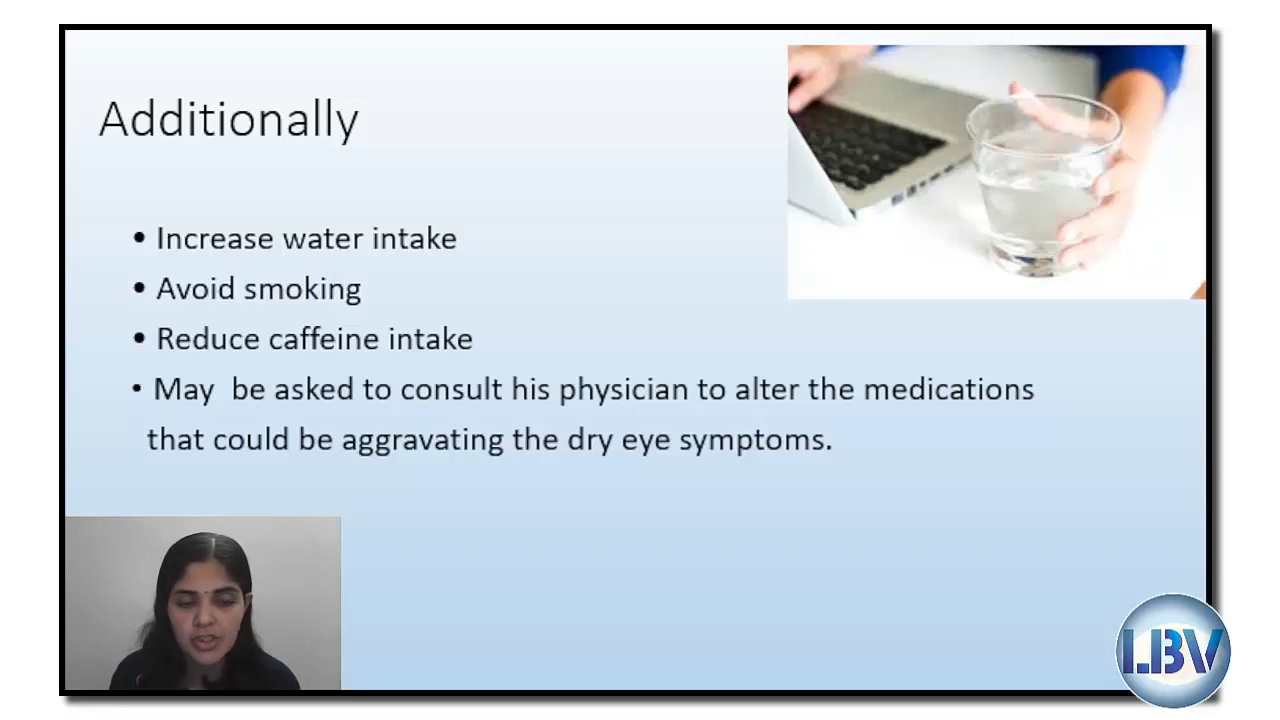 Additionally
• Increase water intake
• Avoid smoking
• Reduce caffeine intake
• May  be asked to consult his physician to alter the medications
that could be aggravating the dry eye symptoms.
LBV